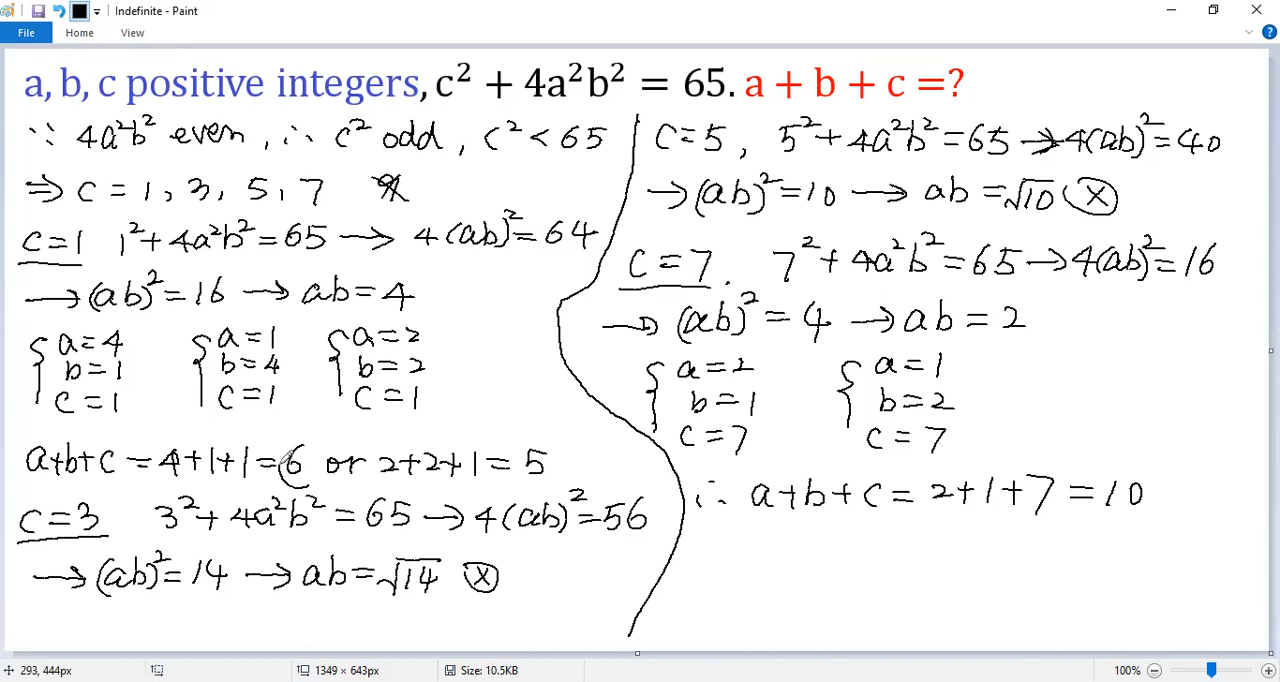 Indefinite - Paint
File Home View
a, b, c positive integers, c² + 4a²b² = 65. a + b + c =?
∵ 4a²b² even, ∴ c² odd, c² < 65
⇒ c = 1, 3, 5, 7
c=1 1²+4a²b²=65 → 4(ab)²=64
→ (ab)²=16 → ab=4
{ a=4 { a=1 { a=2
b=1 b=4 b=2
c=1 c=1 c=1
a+b+c =4+1+1=6 or 2+2+1=5
c=3 3²+4a²b²=65 → 4(ab)²=56
→ (ab)²=14 → ab=√14 ⓧ
c=5, 5²+4a²b²=65 → 4(ab)²=40
→ (ab)²=10 → ab=√10 ⓧ
c=7. 7²+4a²b²=65 → 4(ab)²=16
→ (ab)²=4 → ab=2
{ a=2 { a=1
b=1 b=2
c=7 c=7
∴ a+b+c=2+1+7=10
293, 444px 1349 × 643px Size: 10.5KB 100%